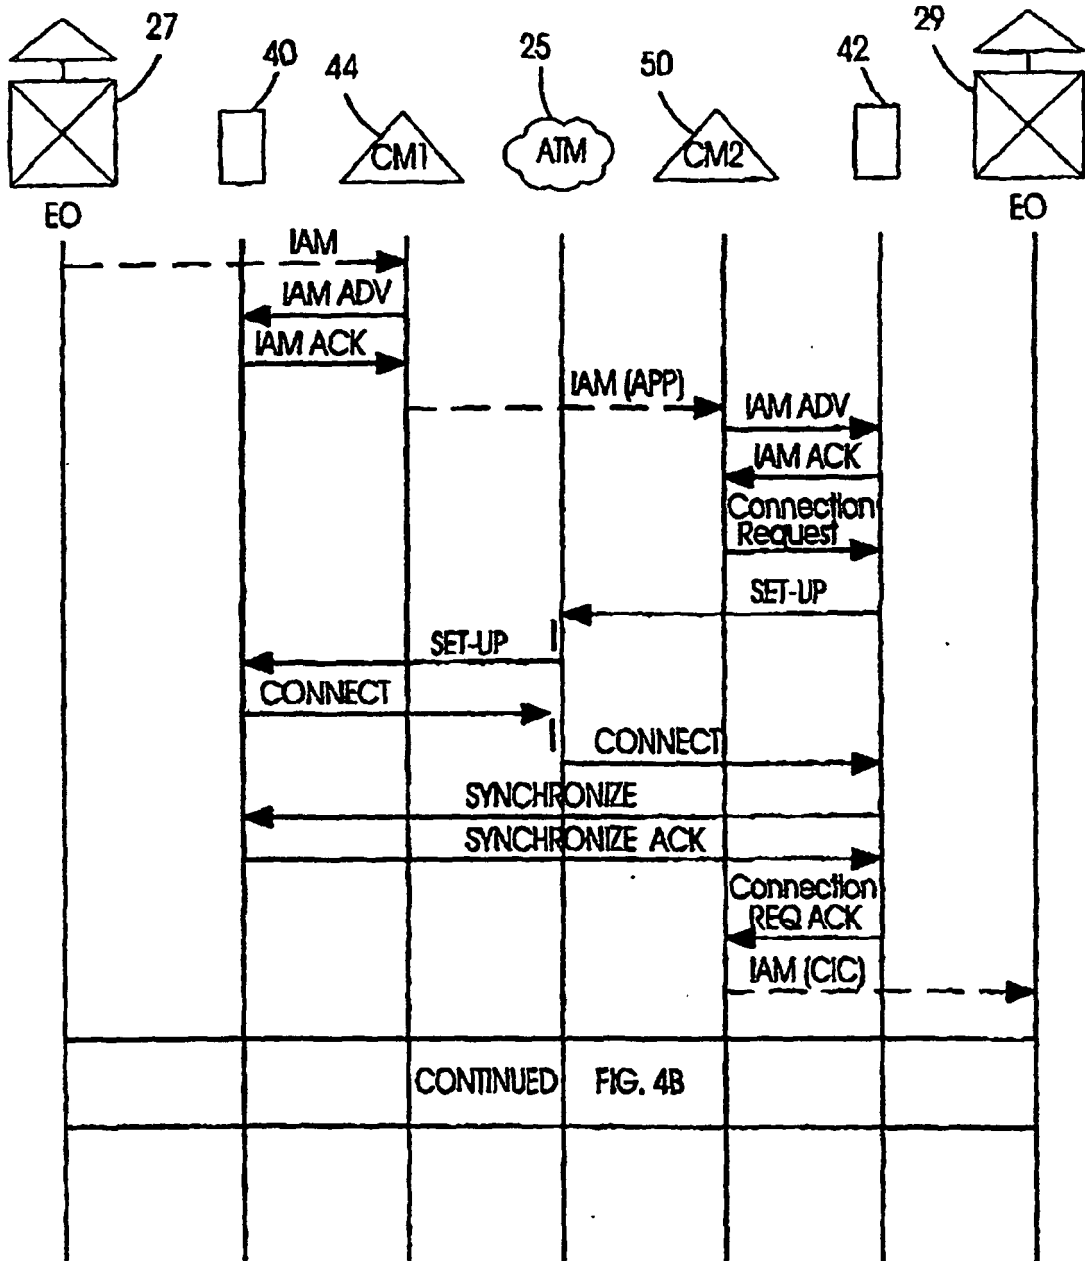 27
40
44
25
50
42
29
CM1
ATM
CM2
EO
EO
IAM
IAM ADV
IAM ACK
IAM (APP)
IAM ADV
IAM ACK
Connection
Request
SET-UP
SET-UP
CONNECT
CONNECT
SYNCHRONIZE
SYNCHRONIZE ACK
Connection
REQ ACK
IAM (CIC)
CONTINUED FIG. 4B